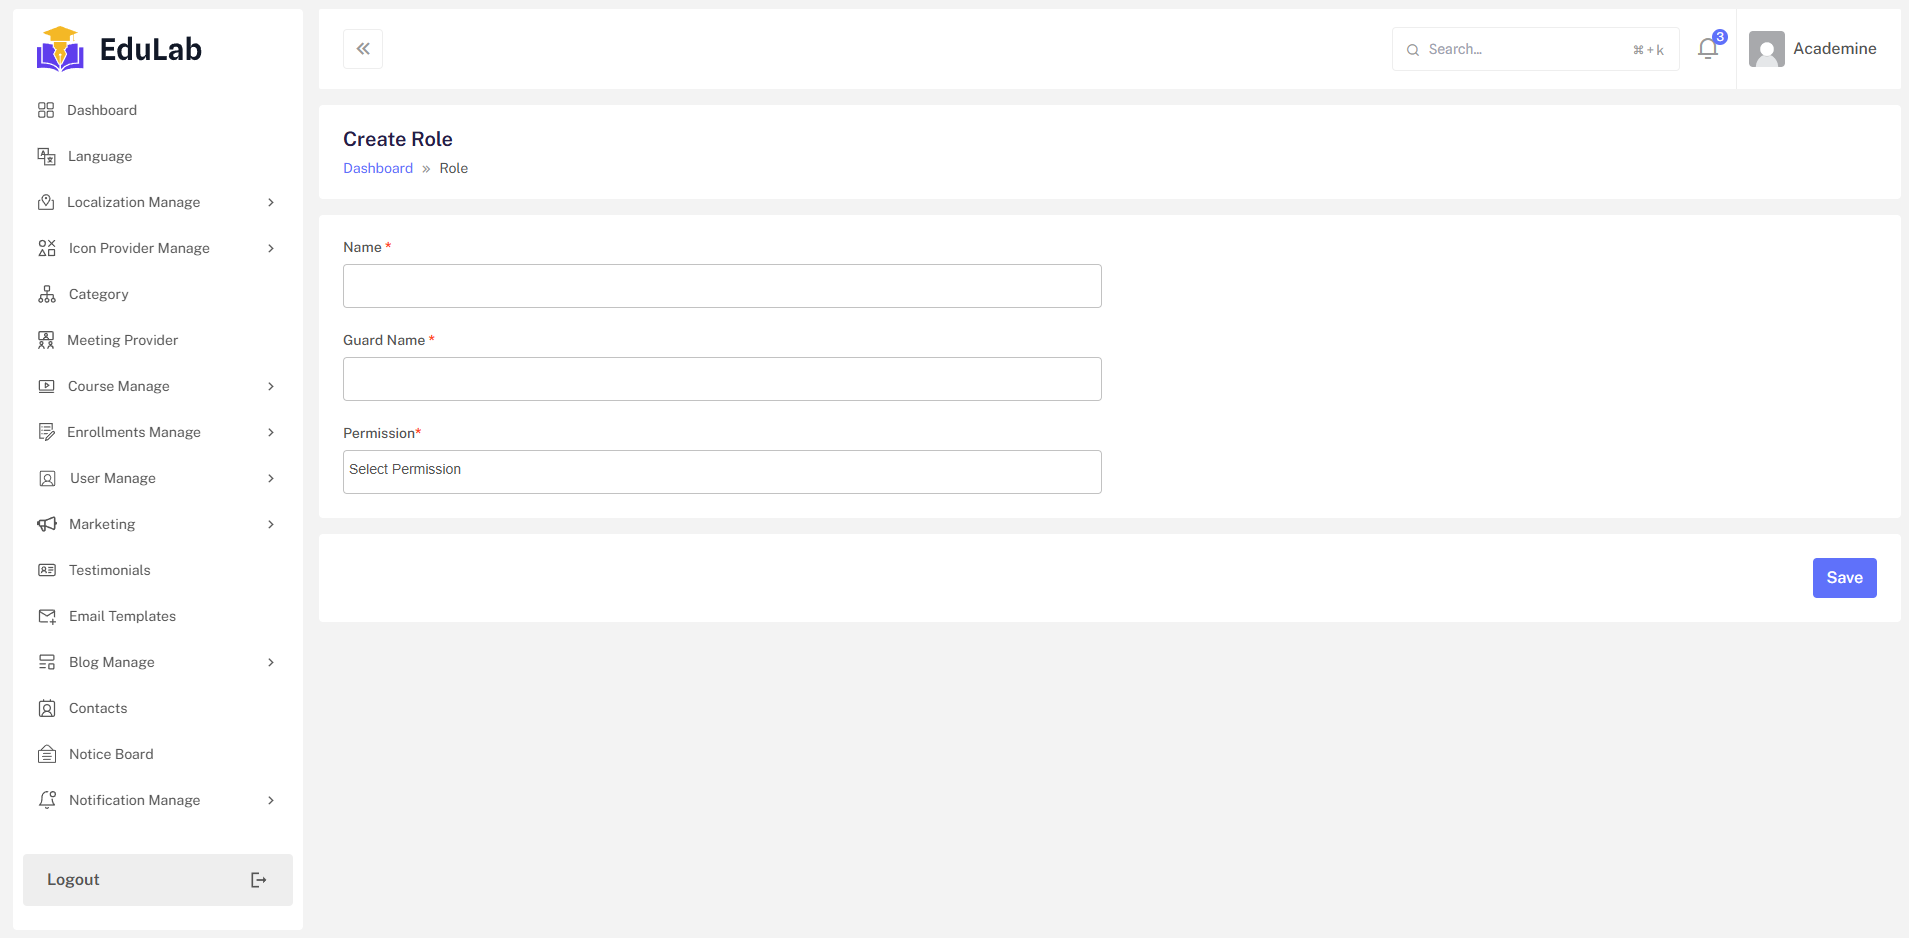 EduLab
Dashboard
Language
Localization Manage
Icon Provider Manage
Category
Meeting Provider
Course Manage
Enrollments Manage
User Manage
Marketing
Testimonials
Email Templates
Blog Manage
Contacts
Notice Board
Notification Manage
Logout
Search... ⌘+k
3
Academine
Create Role
Dashboard » Role
Name *
Guard Name *
Permission*
Select Permission
Save